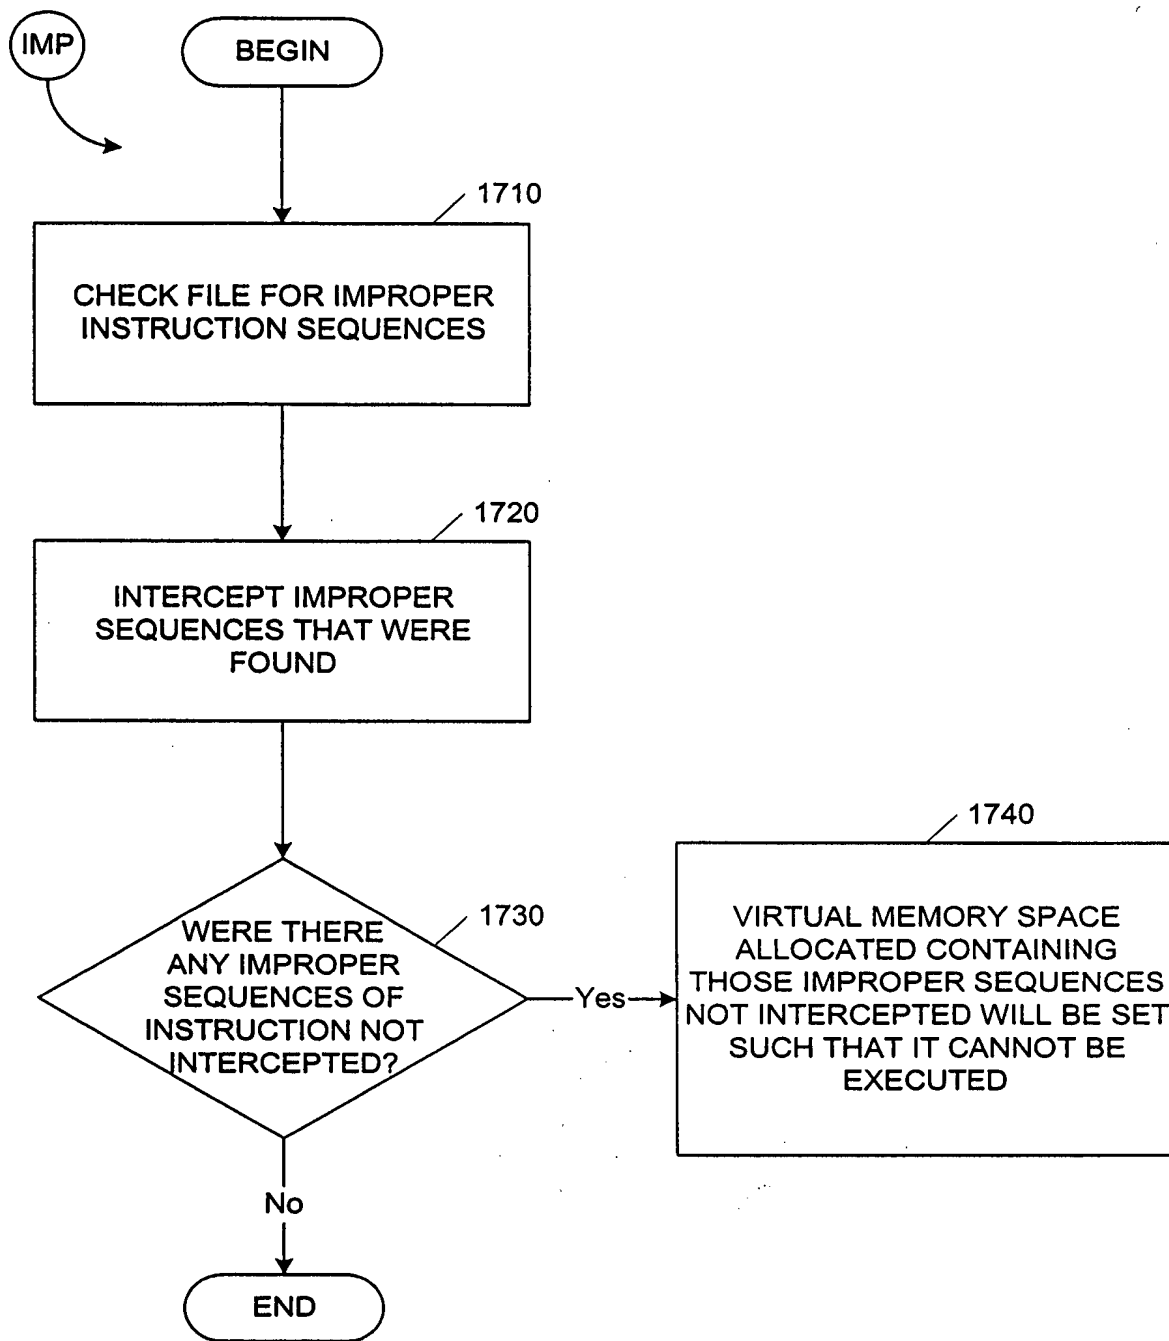 IMP
BEGIN
1710
CHECK FILE FOR IMPROPER
INSTRUCTION SEQUENCES
1720
INTERCEPT IMPROPER
SEQUENCES THAT WERE
FOUND
1730
WERE THERE
ANY IMPROPER
SEQUENCES OF
INSTRUCTION NOT
INTERCEPTED?
Yes
1740
VIRTUAL MEMORY SPACE
ALLOCATED CONTAINING
THOSE IMPROPER SEQUENCES
NOT INTERCEPTED WILL BE SET
SUCH THAT IT CANNOT BE
EXECUTED
No
END